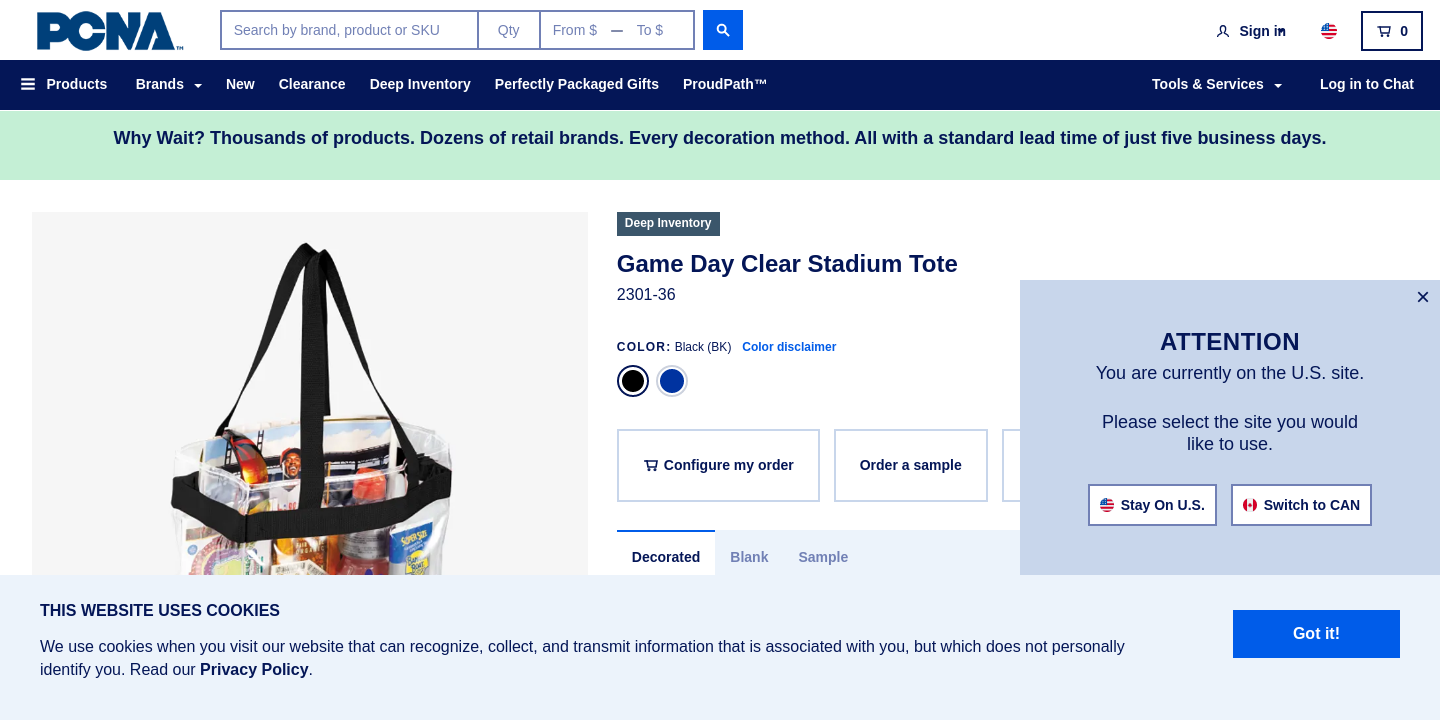 PCNA™
Search by brand, product or SKU
Qty
From $ — To $
Sign in
0
Products
Brands
New
Clearance
Deep Inventory
Perfectly Packaged Gifts
ProudPath™
Tools & Services
Log in to Chat
Why Wait? Thousands of products. Dozens of retail brands. Every decoration method. All with a standard lead time of just five business days.
Deep Inventory
Game Day Clear Stadium Tote
2301-36
COLOR: Black (BK) Color disclaimer
Configure my order
Order a sample
Decorated
Blank
Sample
SUPER SIZE
×
ATTENTION
You are currently on the U.S. site.
Please select the site you would
like to use.
Stay On U.S.
Switch to CAN
THIS WEBSITE USES COOKIES
We use cookies when you visit our website that can recognize, collect, and transmit information that is associated with you, but which does not personally
identify you. Read our Privacy Policy.
Got it!